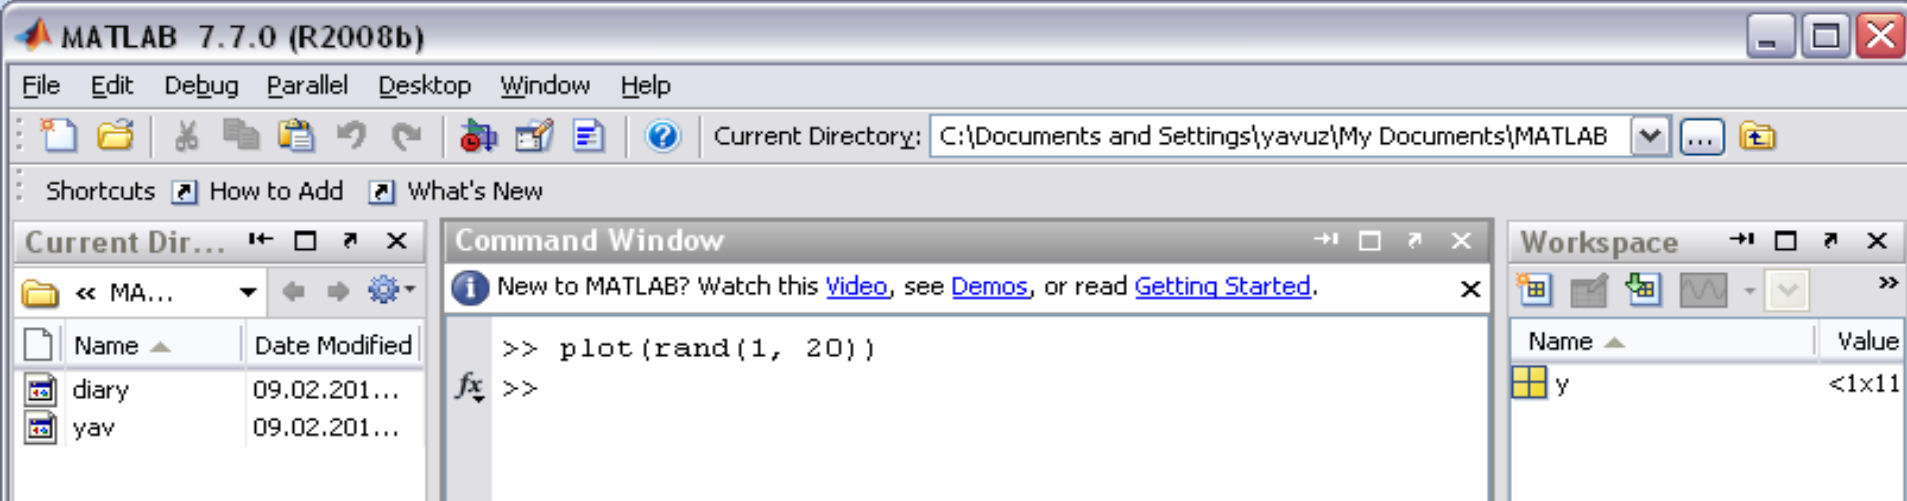 MATLAB 7.7.0 (R2008b)
File Edit Debug Parallel Desktop Window Help
Current Directory: C:\Documents and Settings\yavuz\My Documents\MATLAB ...
Shortcuts How to Add What's New
Current Dir...
« MA...
Name Date Modified
diary 09.02.201...
yav 09.02.201...
Command Window
New to MATLAB? Watch this Video, see Demos, or read Getting Started.
>> plot(rand(1, 20))
fx >>
Workspace
»
Name Value
y <1x11